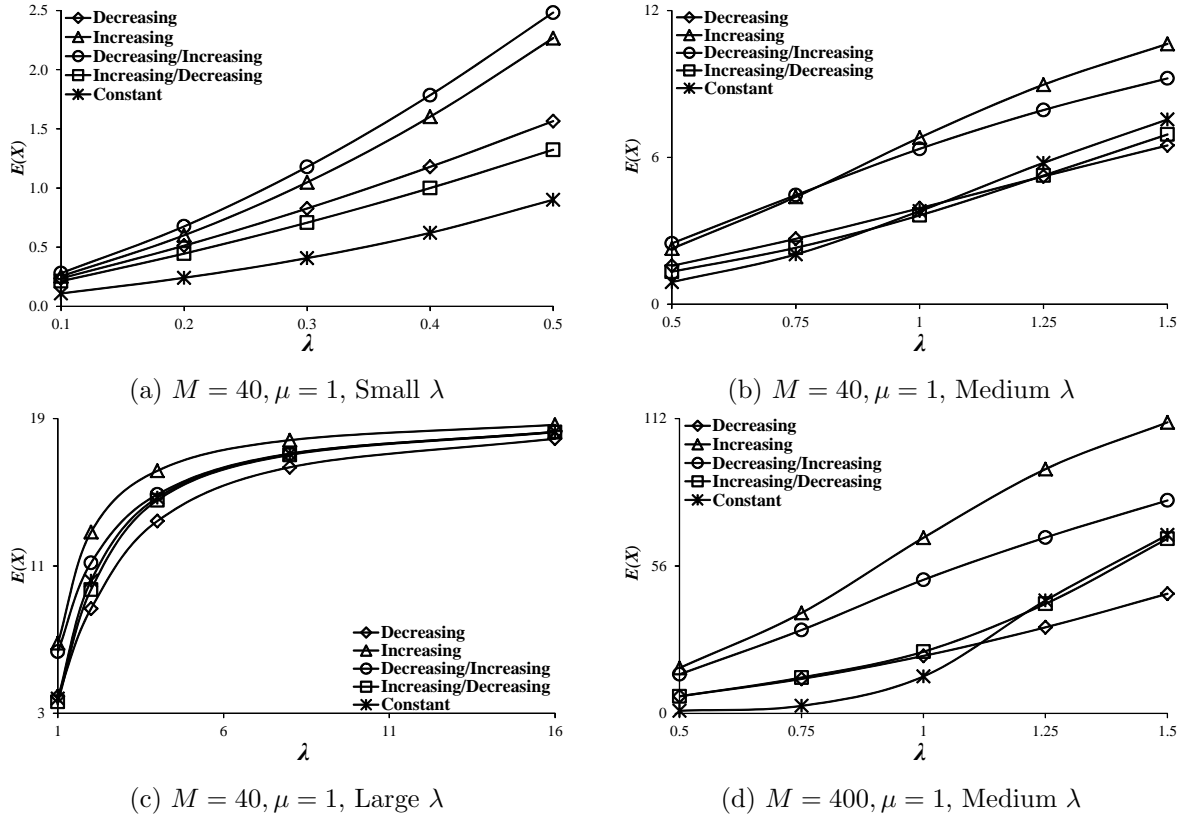 2.5
2.0
1.5
1.0
0.5
0.0
E(X)
Decreasing
Increasing
Decreasing/Increasing
Increasing/Decreasing
Constant
0.1 0.2 0.3 0.4 0.5
λ
(a) M = 40, μ = 1, Small λ
12
6
0
E(X)
Decreasing
Increasing
Decreasing/Increasing
Increasing/Decreasing
Constant
0.5 0.75 1 1.25 1.5
λ
(b) M = 40, μ = 1, Medium λ
19
11
3
E(X)
Decreasing
Increasing
Decreasing/Increasing
Increasing/Decreasing
Constant
1 6 11 16
λ
(c) M = 40, μ = 1, Large λ
112
56
0
E(X)
Decreasing
Increasing
Decreasing/Increasing
Increasing/Decreasing
Constant
0.5 0.75 1 1.25 1.5
λ
(d) M = 400, μ = 1, Medium λ